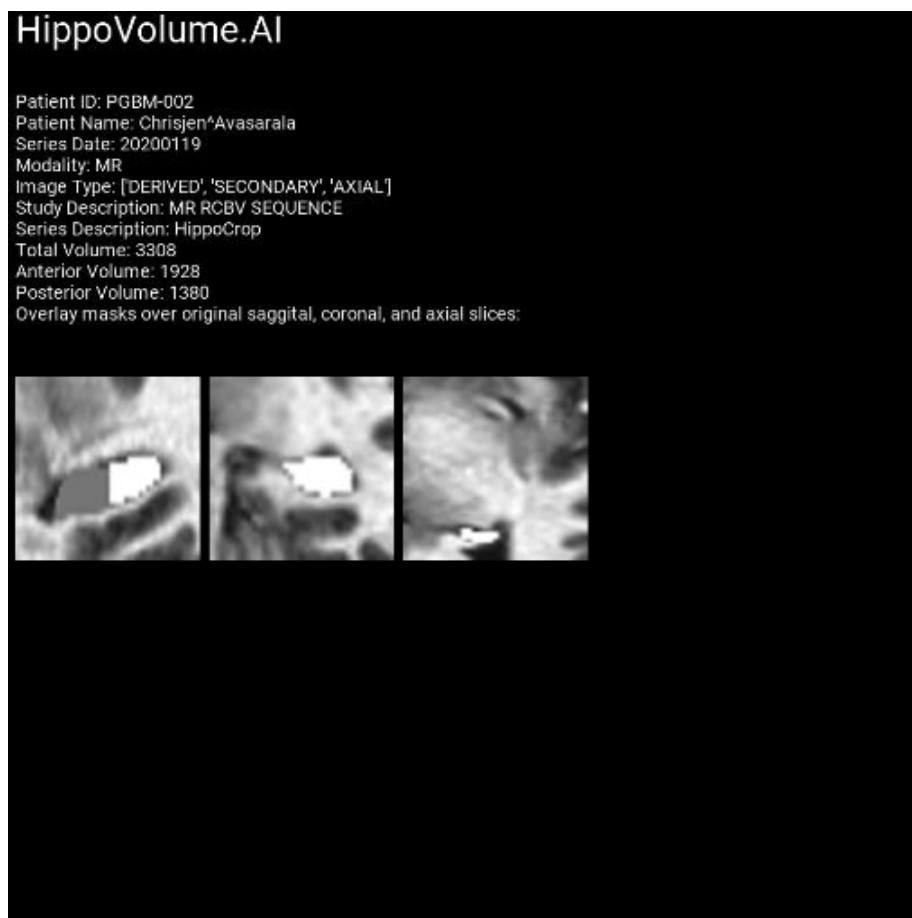 HippoVolume.AI
Patient ID: PGBM-002
Patient Name: Chrisjen^Avasarala
Series Date: 20200119
Modality: MR
Image Type: ['DERIVED', 'SECONDARY', 'AXIAL']
Study Description: MR RCBV SEQUENCE
Series Description: HippoCrop
Total Volume: 3308
Anterior Volume: 1928
Posterior Volume: 1380
Overlay masks over original saggital, coronal, and axial slices: